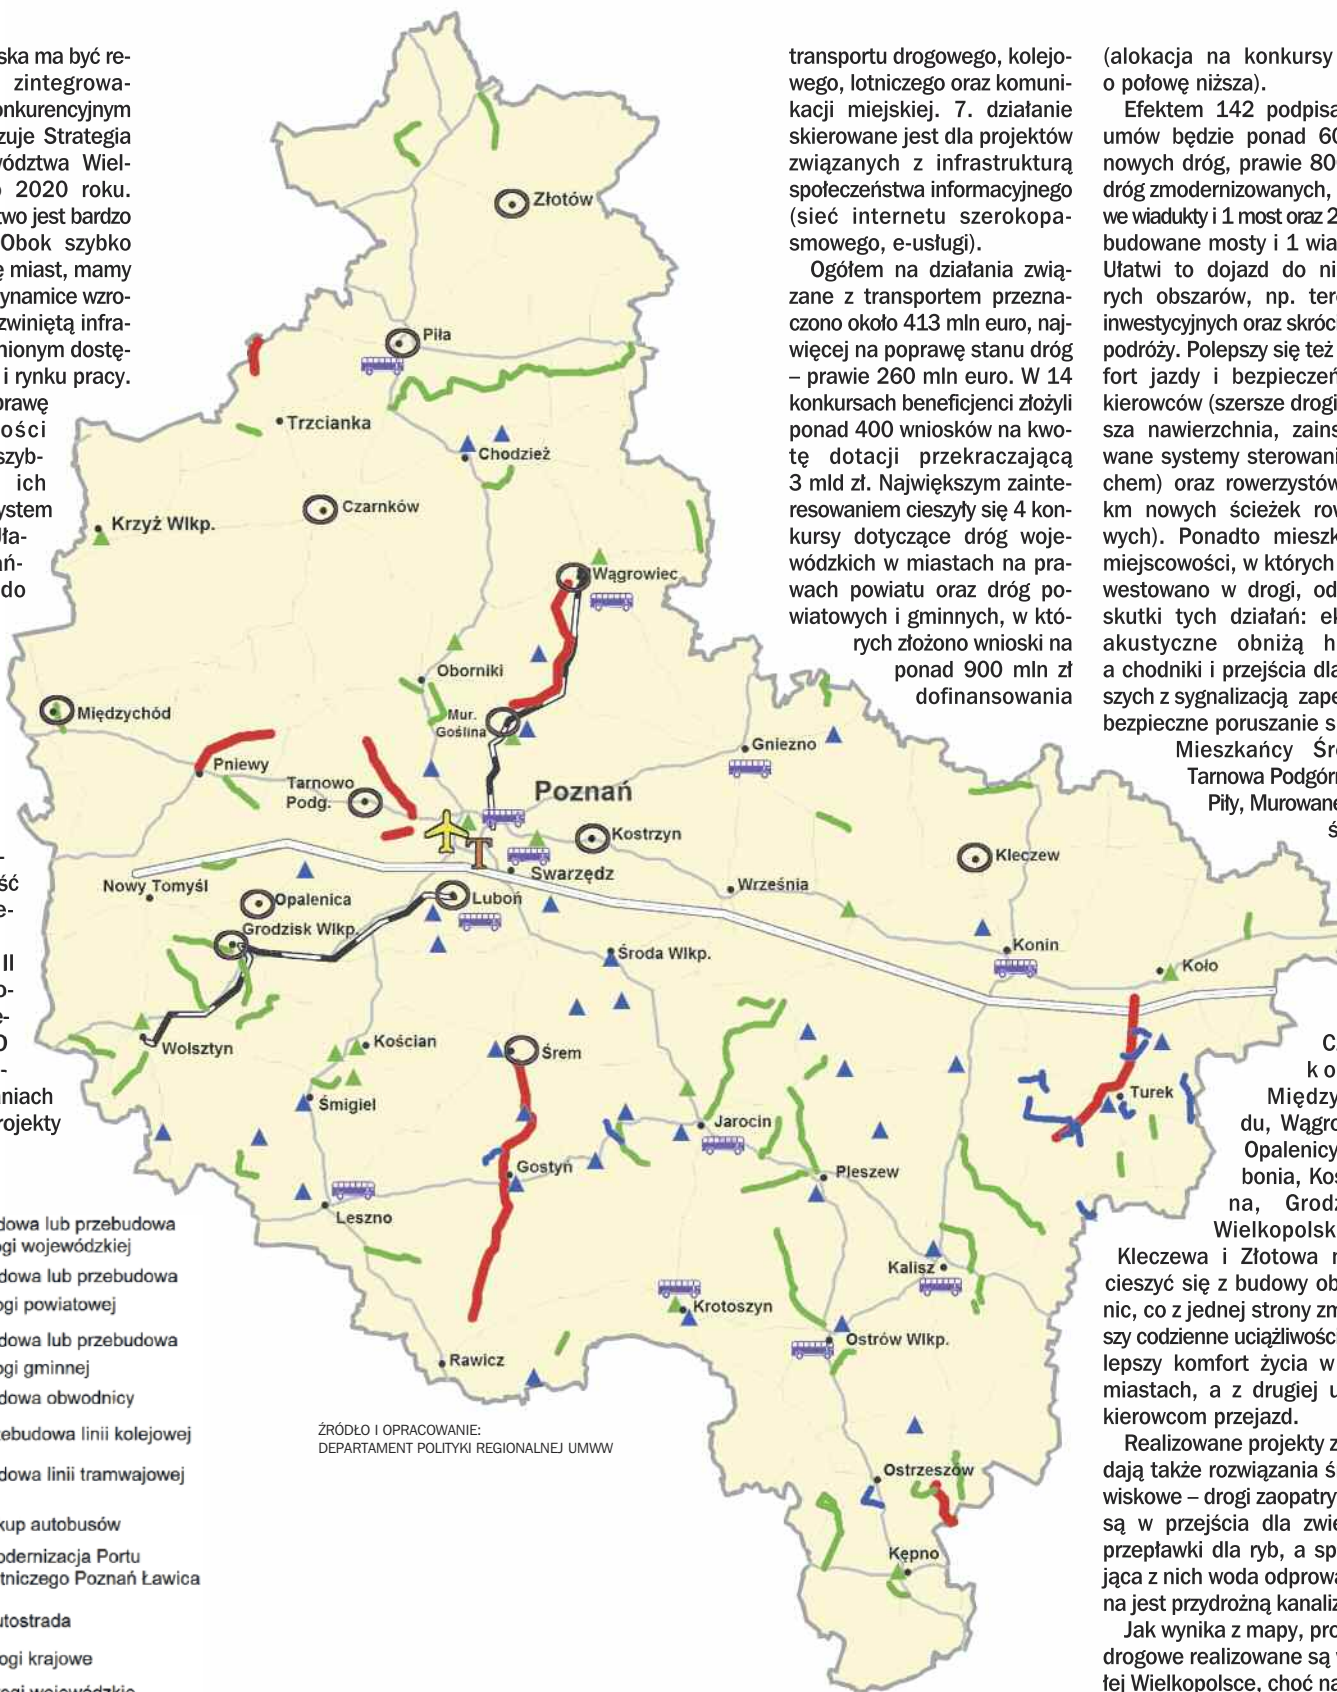 ska ma być re-
zintegrowa-
onkurencyjnym
zuje Strategia
ództwa Wiel-
2020 roku.
two jest bardzo
Obok szybko
ę miast, mamy
ynamice wzro-
zwiniętą infra-
nionym dostę-
i rynku pracy.
prawę
ości
szyb-
ich
ystem
do
ść
II
niach
rojekty
transportu drogowego, kolejo-
wego, lotniczego oraz komuni-
kacji miejskiej. 7. działanie
skierowane jest dla projektów
związanych z infrastrukturą
społeczeństwa informacyjnego
(sieć internetu szerokopa-
smowego, e-usługi).
Ogółem na działania zwią-
zane z transportem przezna-
czono około 413 mln euro, naj-
więcej na poprawę stanu dróg
– prawie 260 mln euro. W 14
konkursach beneficjenci złożyli
ponad 400 wniosków na kwo-
tę dotacji przekraczającą
3 mld zł. Największym zainte-
resowaniem cieszyły się 4 kon-
kursy dotyczące dróg woje-
wódzkich w miastach na pra-
wach powiatu oraz dróg po-
wiatowych i gminnych, w któ-
rych złożono wnioski na
ponad 900 mln zł
dofinansowania
(alokacja na konkursy
o połowę niższa).
Efektem 142 podpisa
umów będzie ponad 60
nowych dróg, prawie 80
dróg zmodernizowanych,
we wiadukty i 1 most oraz 2
budowane mosty i 1 wia
Ułatwi to dojazd do ni
rych obszarów, np. tere
inwestycyjnych oraz skróci
podróży. Polepszy się też
fort jazdy i bezpieczeń
kierowców (szersze drogi
sza nawierzchnia, zains
wane systemy sterowani
chem) oraz rowerzystów
km nowych ścieżek row
wych). Ponadto mieszk
miejscowości, w których
westowano w drogi, od
skutki tych działań: ek
akustyczne obniżą h
a chodniki i przejścia dla
szych z sygnalizacją zape
bezpieczne poruszanie s
Mieszkańcy Śre
Tarnowa Podgórn
Piły, Murowane
ś
C
ko
Międzyc
du, Wągro
Opalenicy
bonia, Kos
na, Grodz
Wielkopolsk
Kleczewa i Złotowa m
cieszyć się z budowy ob
nic, co z jednej strony zm
szy codzienne uciążliwości
lepszy komfort życia w
miastach, a z drugiej u
kierowcom przejazd.
Realizowane projekty z
dają także rozwiązania ś
wiskowe – drogi zaopatry
są w przejścia dla zwie
przepławki dla ryb, a sp
jąca z nich woda odprowa
na jest przydrożną kanaliz
Jak wynika z mapy, pro
drogowe realizowane są w
łej Wielkopolsce, choć na
Złotów
Piła
Trzcianka
Chodzież
Czarnków
Krzyż Wlkp.
Wągrowiec
Oborniki
Międzychód
Mur.
Goślina
Gniezno
Pniewy
Tarnowo
Podg.
Poznań
Kostrzyn
Kleczew
Swarzędz
Nowy Tomyśl
Opalenica
Luboń
Września
Grodzisk Wlkp.
Konin
Środa Wlkp.
Koło
Kościan
Wolsztyn
Śrem
Śmigiel
Turek
Jarocin
Gostyń
Pleszew
Leszno
Kalisz
Krotoszyn
Ostrów Wlkp.
Rawicz
Ostrzeszów
Kępno
ŹRÓDŁO I OPRACOWANIE:
DEPARTAMENT POLITYKI REGIONALNEJ UMWW
dowa lub przebudowa
ogi wojewódzkiej
dowa lub przebudowa
ogi powiatowej
dowa lub przebudowa
ogi gminnej
dowa obwodnicy
zebudowa linii kolejowej
dowa linii tramwajowej
kup autobusów
odernizacja Portu
tniczego Poznań Ławica
utostrada
ogi krajowe
ogi wojewódzkie